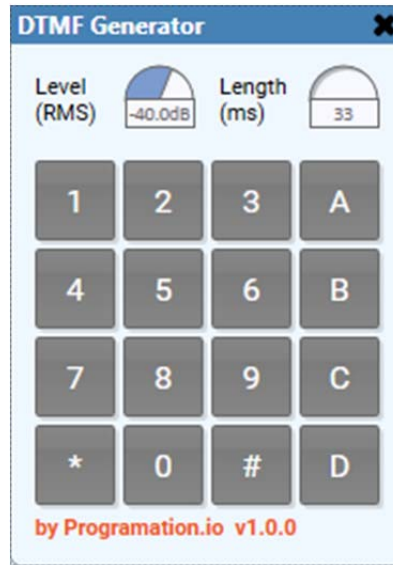 DTMF Generator
Level Length
(RMS) -40.0dB (ms) 33
1 2 3 A
4 5 6 B
7 8 9 C
* 0 # D
by Programation.io v1.0.0